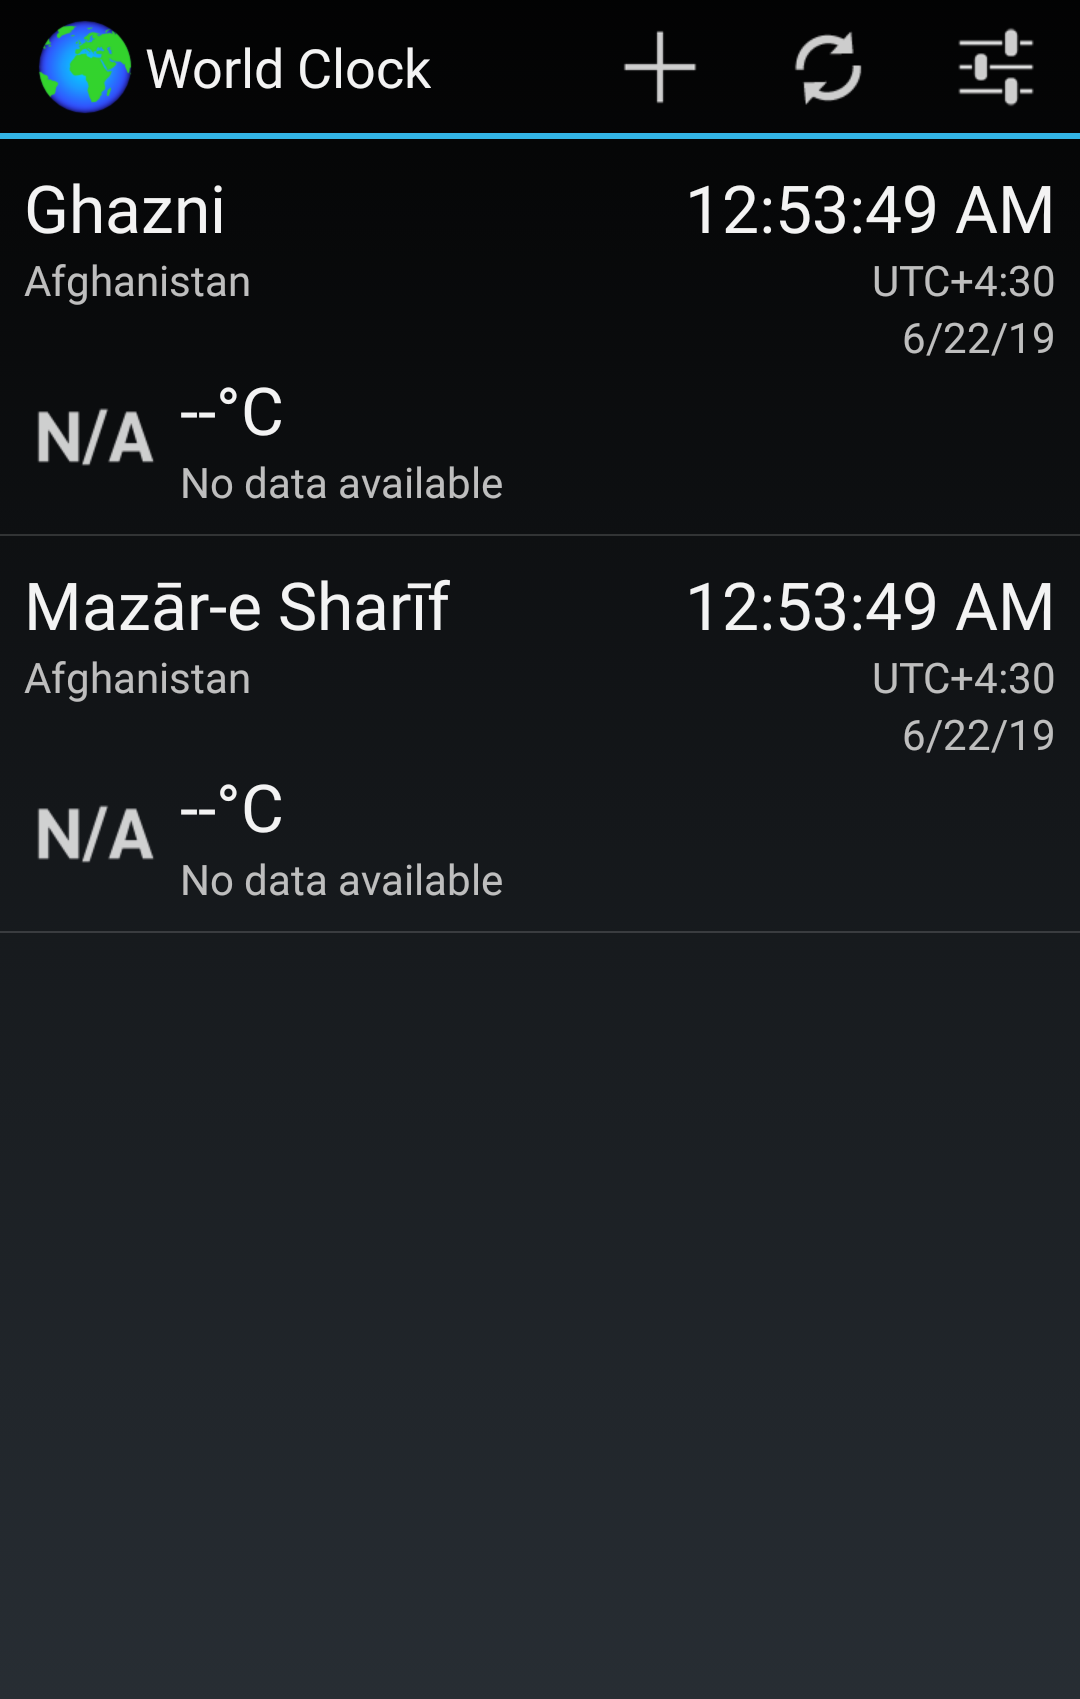 World Clock
Ghazni 12:53:49 AM
Afghanistan UTC+4:30
6/22/19
N/A --°C
No data available
Mazār-e Sharīf 12:53:49 AM
Afghanistan UTC+4:30
6/22/19
N/A --°C
No data available